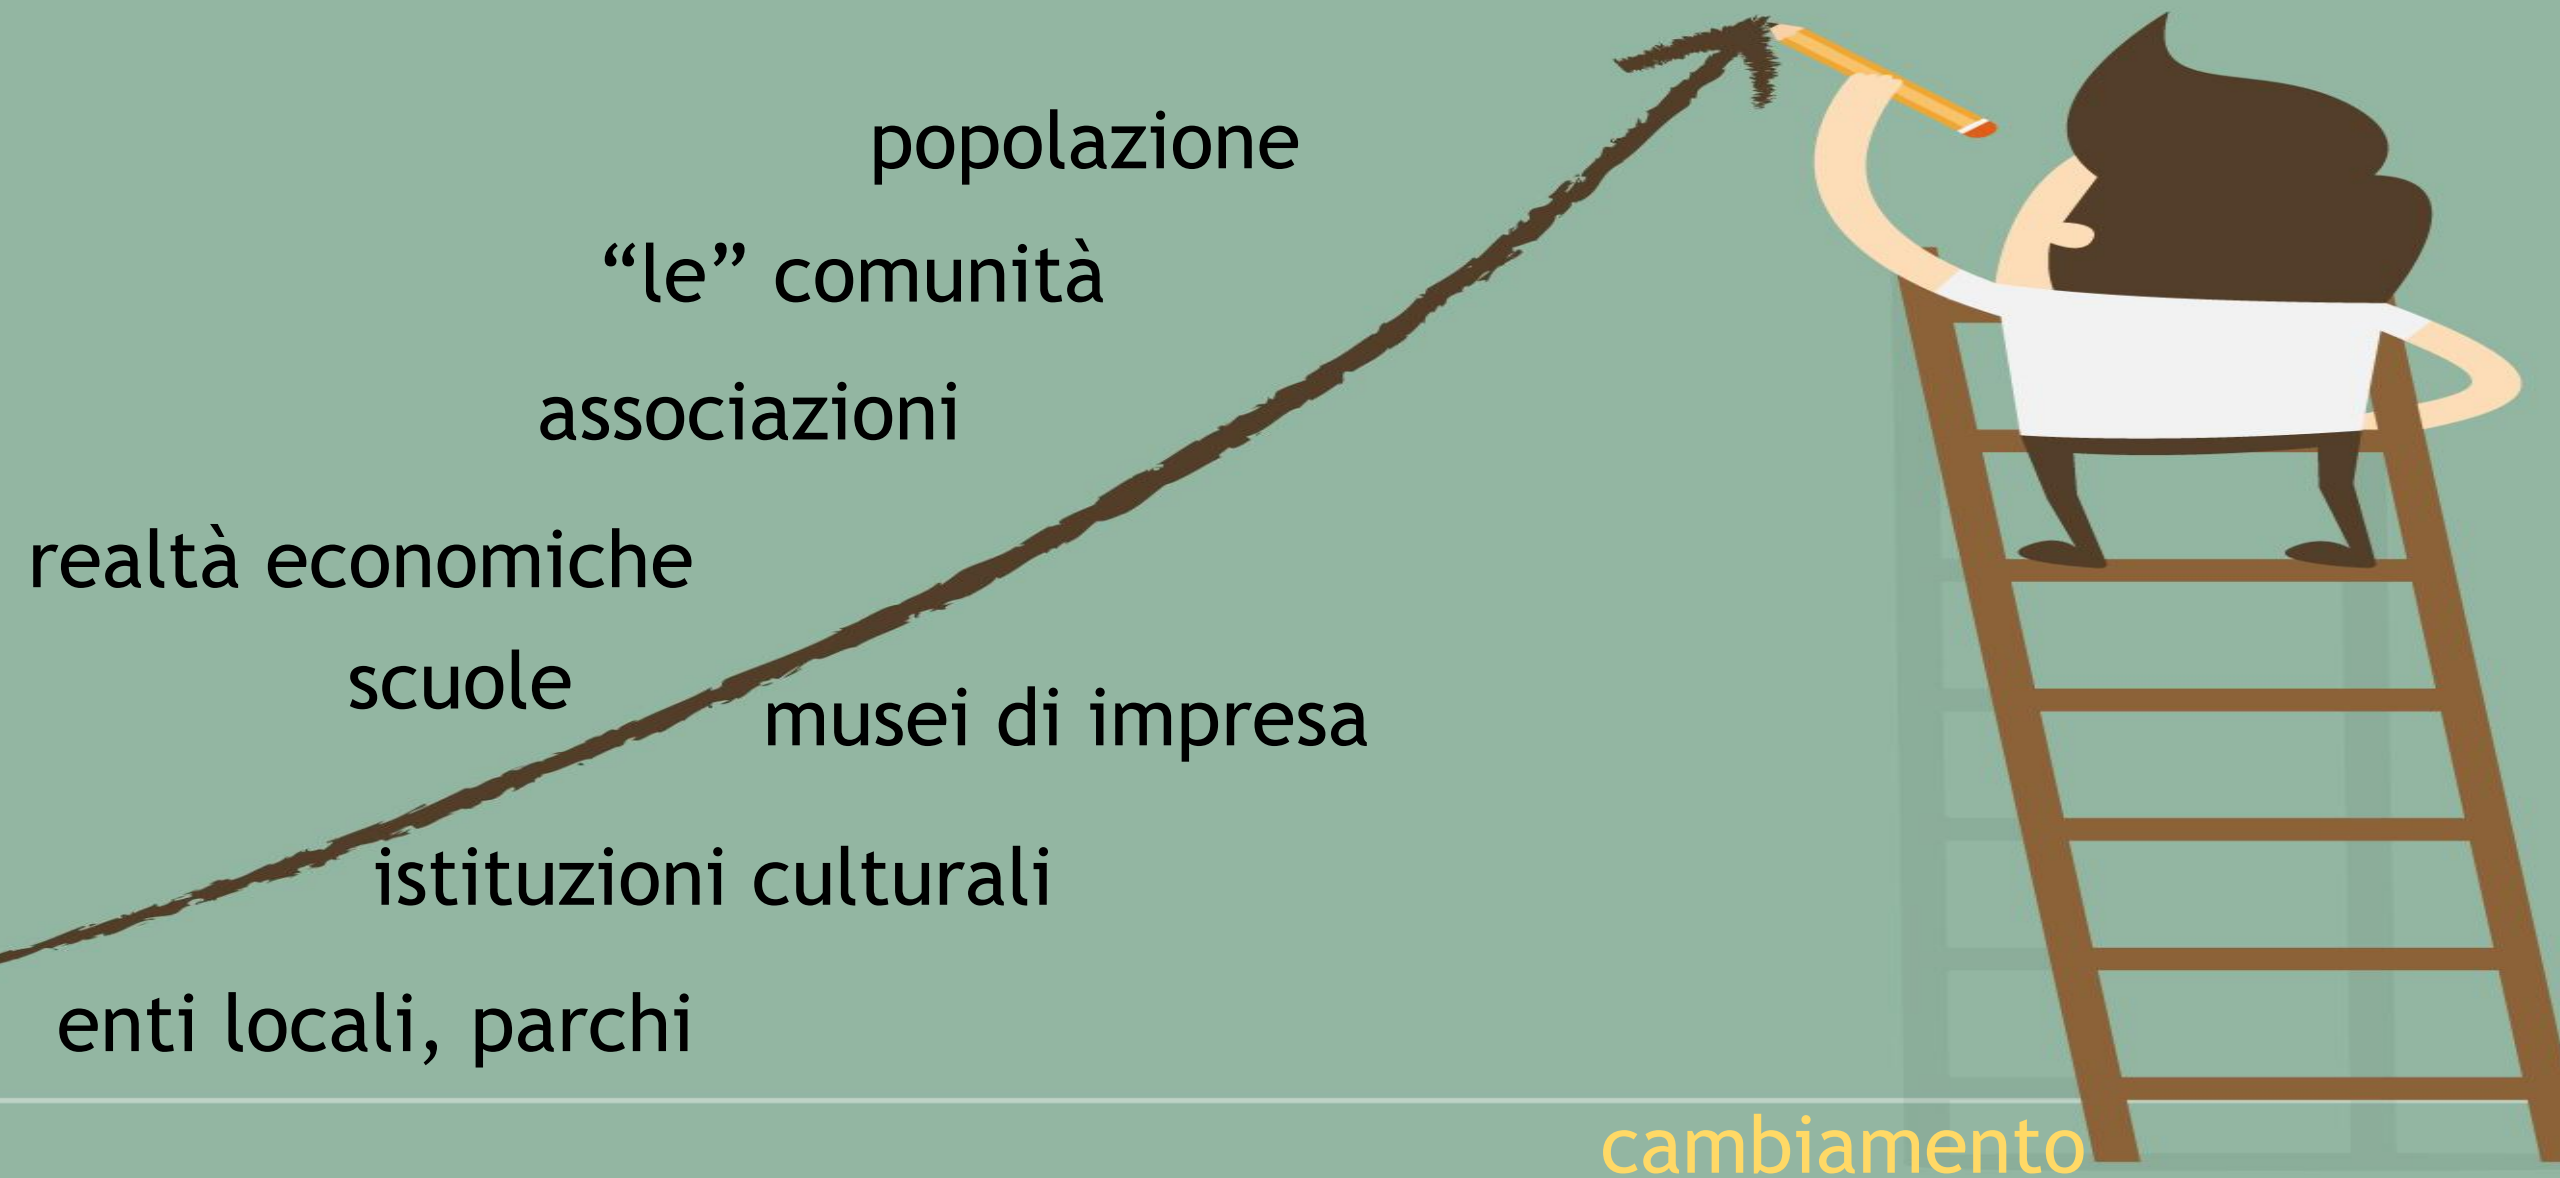 popolazione
“le” comunità
associazioni
realtà economiche
scuole
musei di impresa
istituzioni culturali
enti locali, parchi
cambiamento